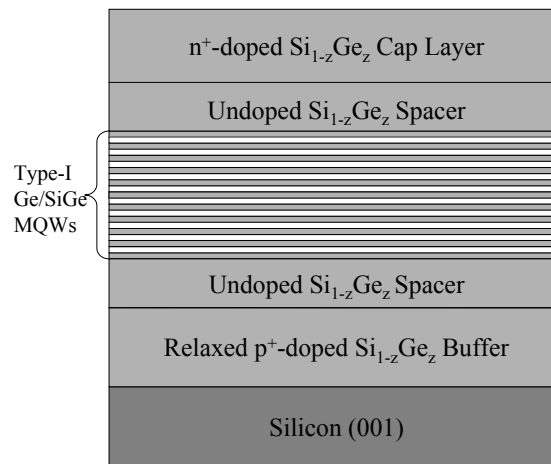 n⁺-doped Si₁₋zGez Cap Layer
Undoped Si₁₋zGez Spacer
Type-I
Ge/SiGe
MQWs
Undoped Si₁₋zGez Spacer
Relaxed p⁺-doped Si₁₋zGez Buffer
Silicon (001)